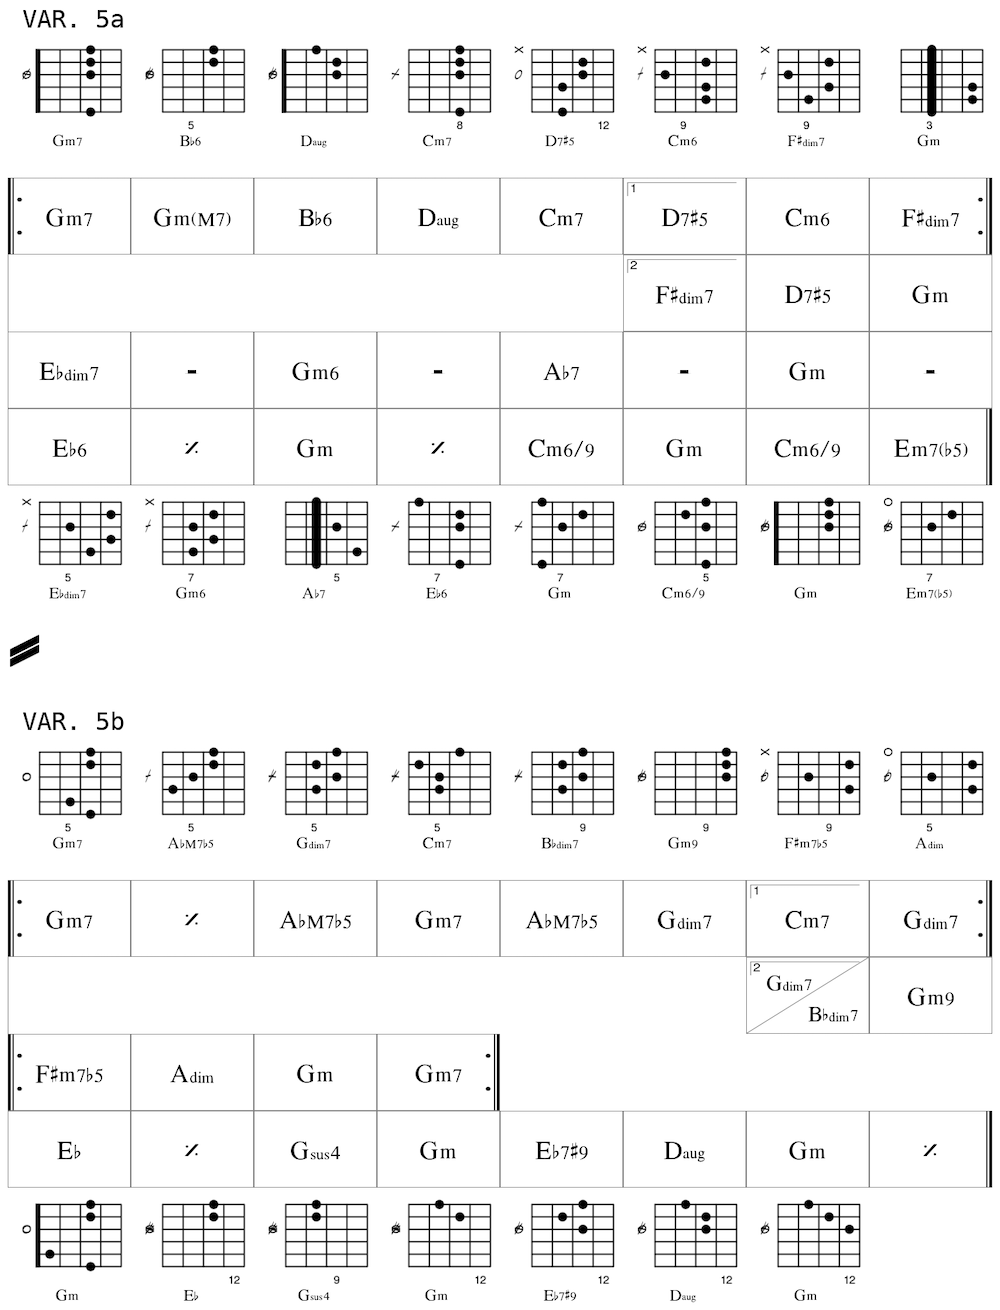 VAR. 5a
5 8 12 9 9 3
Gm7 B♭6 Daug Cm7 D7♯5 Cm6 F♯dim7 Gm
Gm7 Gm(M7) B♭6 Daug Cm7 1 D7♯5 Cm6 F♯dim7
2 F♯dim7 D7♯5 Gm
E♭dim7 - Gm6 - A♭7 - Gm -
E♭6 ٪ Gm ٪ Cm6/9 Gm Cm6/9 Em7(♭5)
5 7 5 7 7 5 7
E♭dim7 Gm6 A♭7 E♭6 Gm Cm6/9 Gm Em7(♭5)
VAR. 5b
5 5 5 5 9 9 9 5
Gm7 A♭M7♭5 Gdim7 Cm7 B♭dim7 Gm9 F♯m7♭5 Adim
Gm7 ٪ A♭M7♭5 Gm7 A♭M7♭5 Gdim7 1 Cm7 Gdim7
2 Gdim7 B♭dim7 Gm9
F♯m7♭5 Adim Gm Gm7
E♭ ٪ Gsus4 Gm E♭7♯9 Daug Gm ٪
12 9 12 12 12 12
Gm E♭ Gsus4 Gm E♭7♯9 Daug Gm